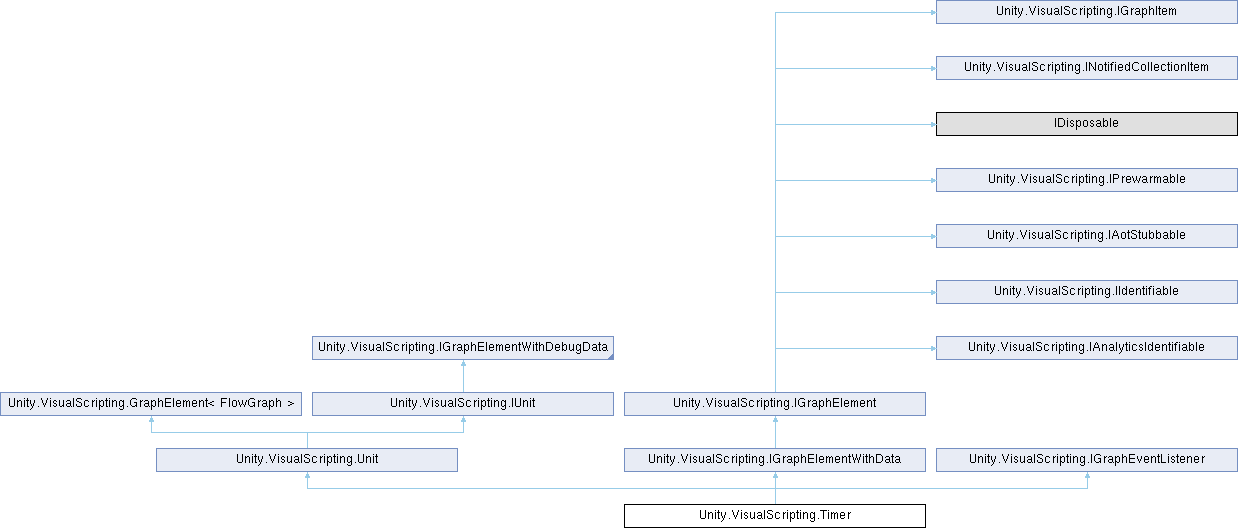 Unity.VisualScripting.IGraphItem
Unity.VisualScripting.INotifiedCollectionItem
IDisposable
Unity.VisualScripting.IPrewarmable
Unity.VisualScripting.IAotStubbable
Unity.VisualScripting.IIdentifiable
Unity.VisualScripting.IGraphElementWithDebugData
Unity.VisualScripting.IAnalyticsIdentifiable
Unity.VisualScripting.GraphElement< FlowGraph >
Unity.VisualScripting.IUnit
Unity.VisualScripting.IGraphElement
Unity.VisualScripting.Unit
Unity.VisualScripting.IGraphElementWithData
Unity.VisualScripting.IGraphEventListener
Unity.VisualScripting.Timer